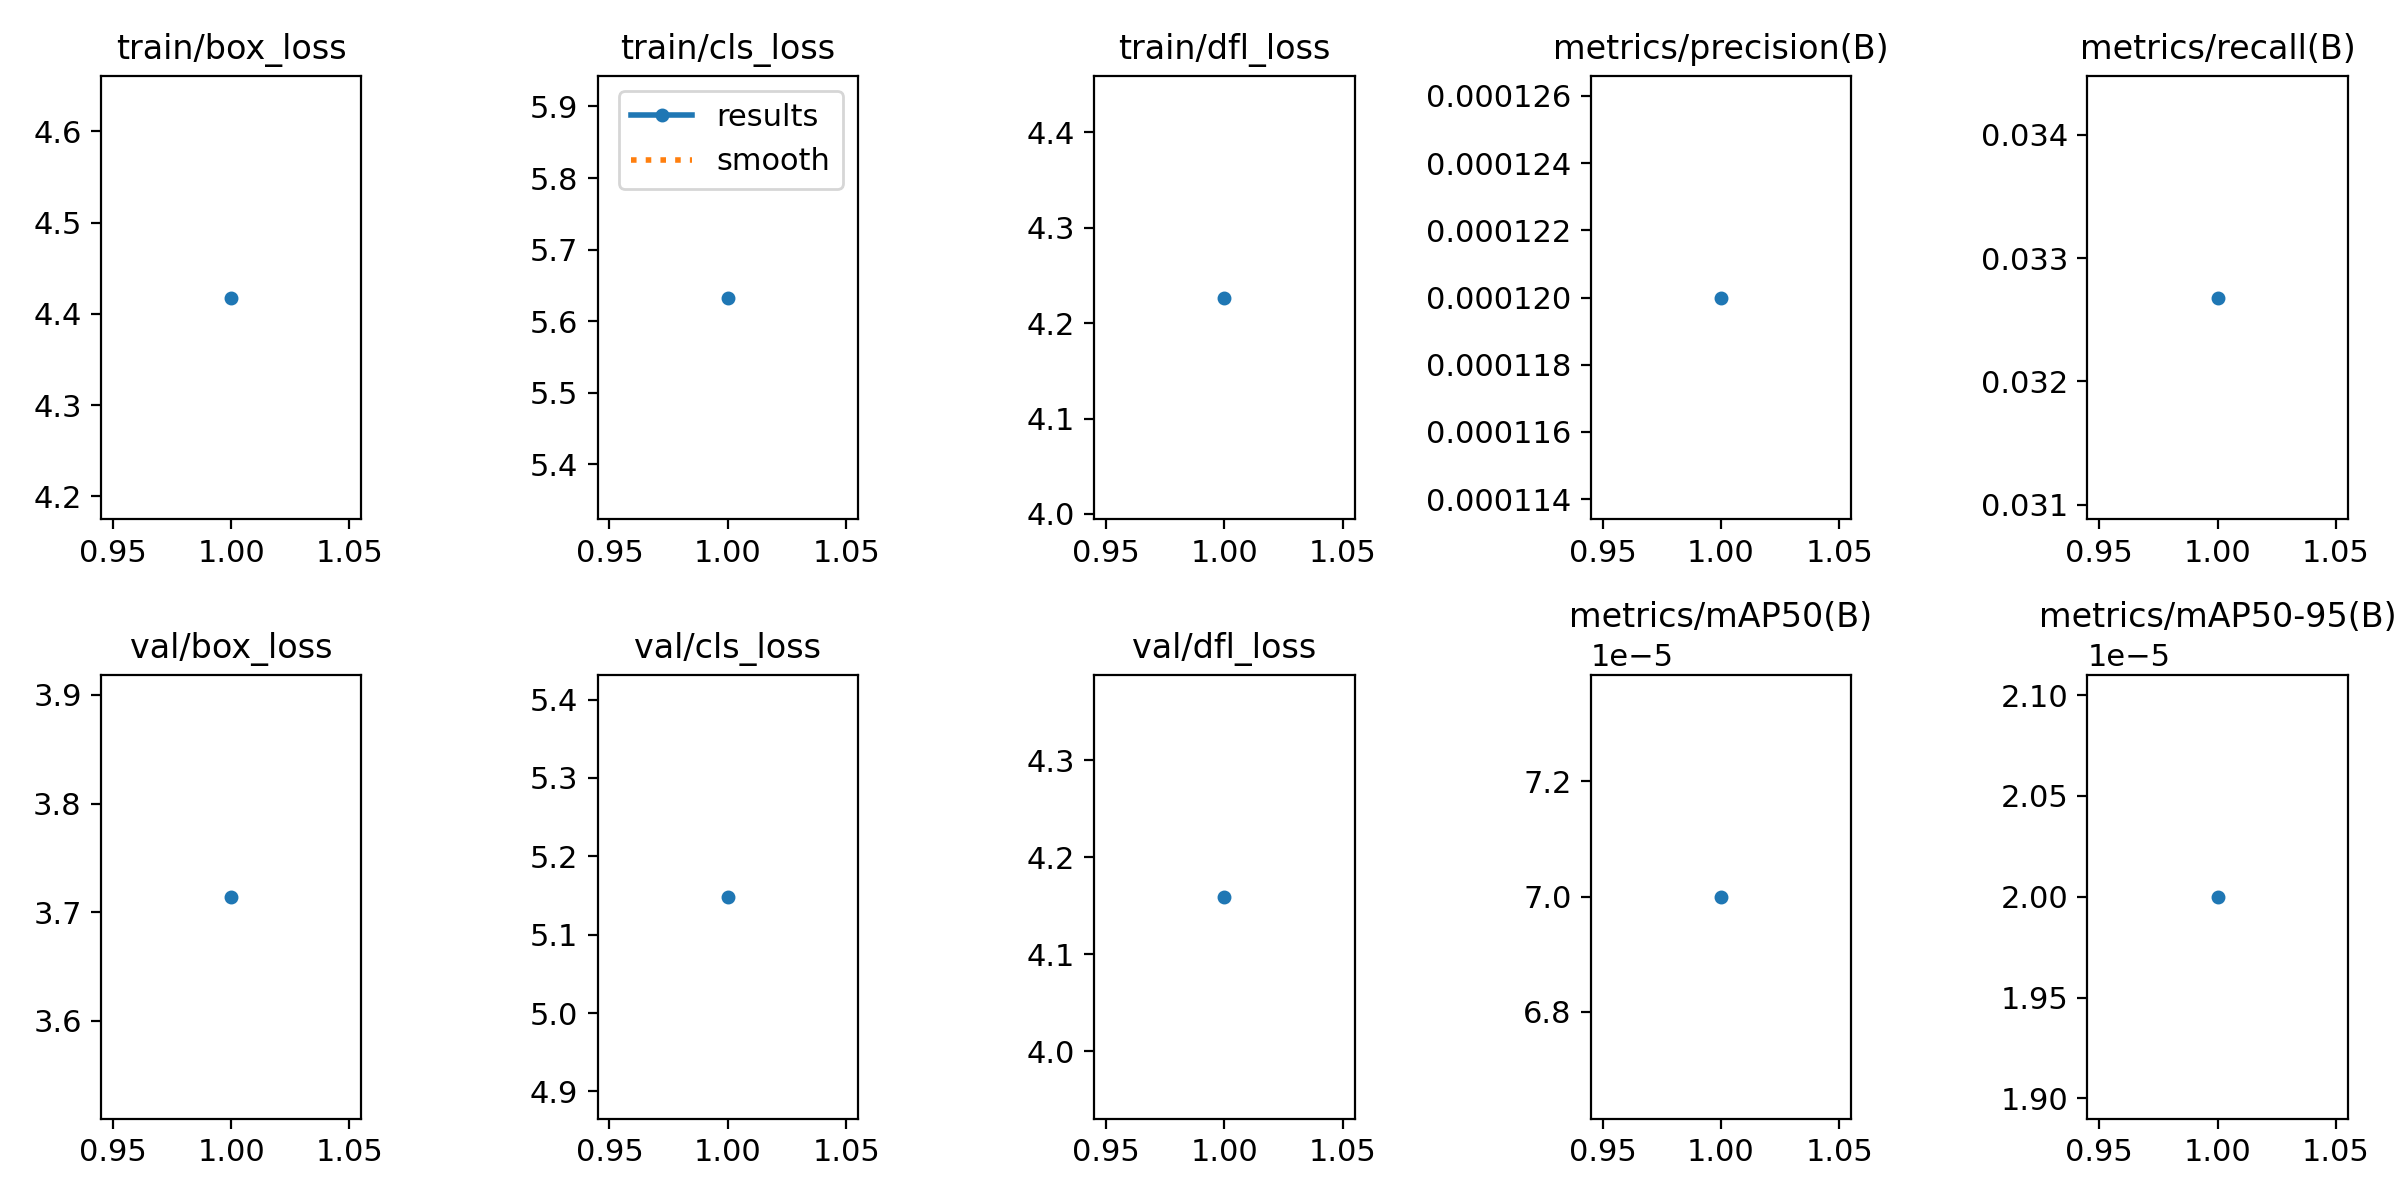 train/box_loss
4.6
4.5
4.4
4.3
4.2
0.95 1.00 1.05
train/cls_loss
results
smooth
5.9
5.8
5.7
5.6
5.5
5.4
0.95 1.00 1.05
train/dfl_loss
4.4
4.3
4.2
4.1
4.0
0.95 1.00 1.05
metrics/precision(B)
0.000126
0.000124
0.000122
0.000120
0.000118
0.000116
0.000114
0.95 1.00 1.05
metrics/recall(B)
0.034
0.033
0.032
0.031
0.95 1.00 1.05
val/box_loss
3.9
3.8
3.7
3.6
0.95 1.00 1.05
val/cls_loss
5.4
5.3
5.2
5.1
5.0
4.9
0.95 1.00 1.05
val/dfl_loss
4.3
4.2
4.1
4.0
0.95 1.00 1.05
metrics/mAP50(B)
1e−5
7.2
7.0
6.8
0.95 1.00 1.05
metrics/mAP50-95(B)
1e−5
2.10
2.05
2.00
1.95
1.90
0.95 1.00 1.05